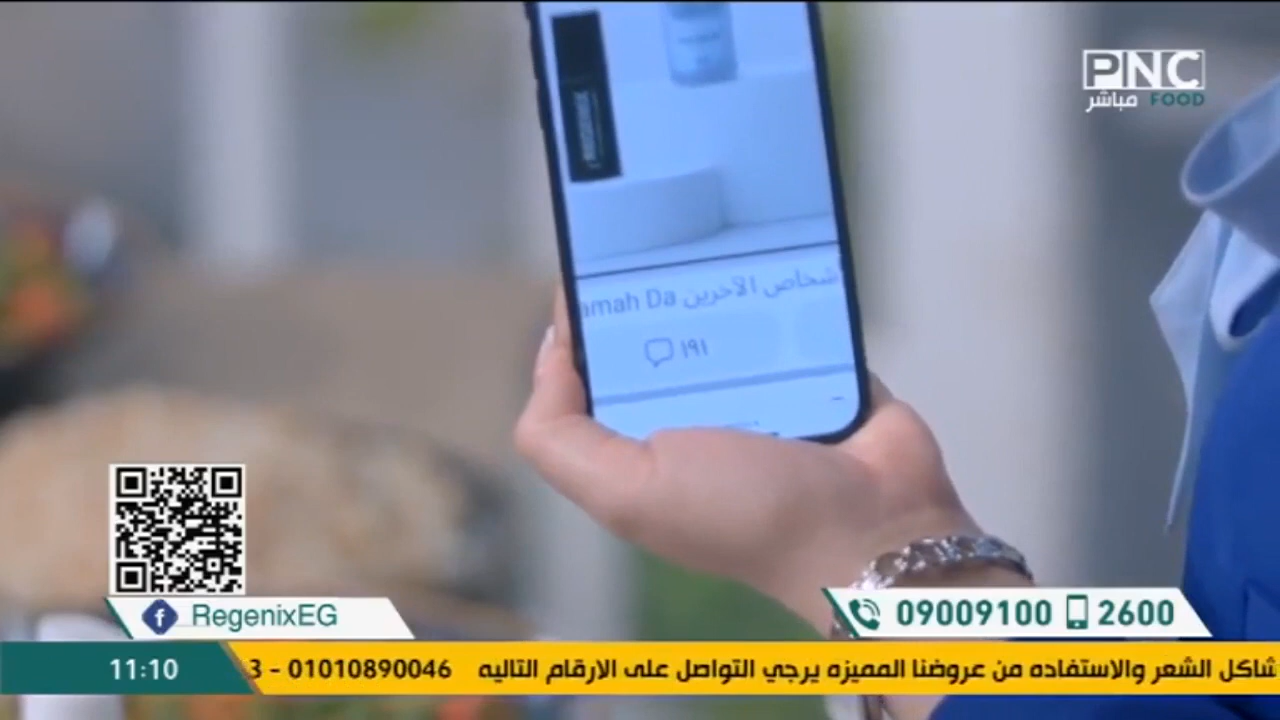 PNC
FOOD مباشر
شخاص الآخرين amah Da
١٩١
RegenixEG
09009100 2600
شاكل الشعر والاستفاده من عروضنا المميزه يرجي التواصل على الارقام التاليه 01010890046 - 3
11:10